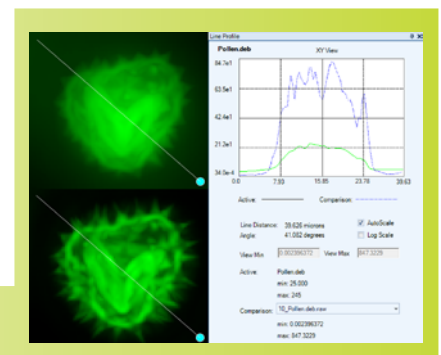 Line Profile
Pollen.deb XY View
84.7e1
63.5e1
42.4e1
21.2e1
34.0e-4
0.0 7.93 15.85 23.78 39.63
Active: Comparison:
Line Distance: 39.626 microns AutoScale
Angle: 41.002 degrees Log Scale
View Min 0.002396372 View Max 847.3229
Active: Pollen.deb
min: 25.000
max: 245
Comparison: 10_Pollen.deb.raw
min: 0.002396372
max: 847.3229